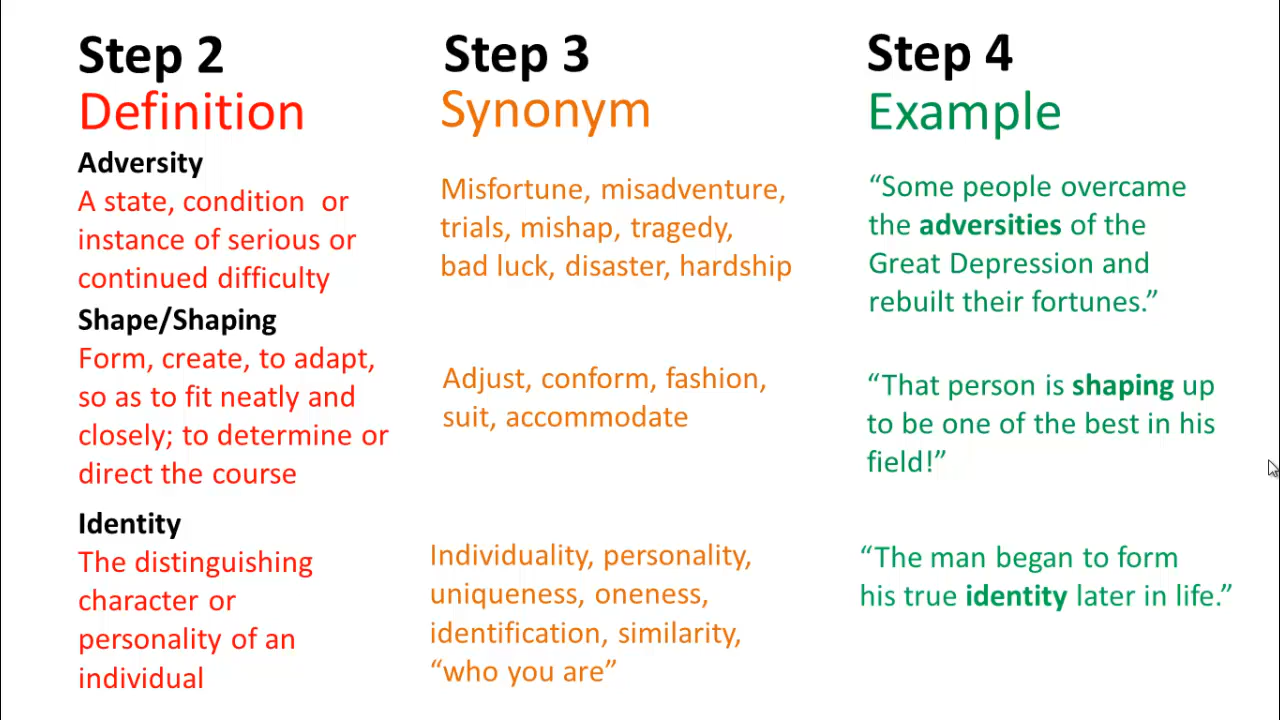 Step 2
Definition
Adversity
A state, condition or
instance of serious or
continued difficulty
Shape/Shaping
Form, create, to adapt,
so as to fit neatly and
closely; to determine or
direct the course
Identity
The distinguishing
character or
personality of an
individual
Step 3
Synonym
Misfortune, misadventure,
trials, mishap, tragedy,
bad luck, disaster, hardship
Adjust, conform, fashion,
suit, accommodate
Individuality, personality,
uniqueness, oneness,
identification, similarity,
“who you are”
Step 4
Example
“Some people overcame
the adversities of the
Great Depression and
rebuilt their fortunes.”
“That person is shaping up
to be one of the best in his
field!”
“The man began to form
his true identity later in life.”